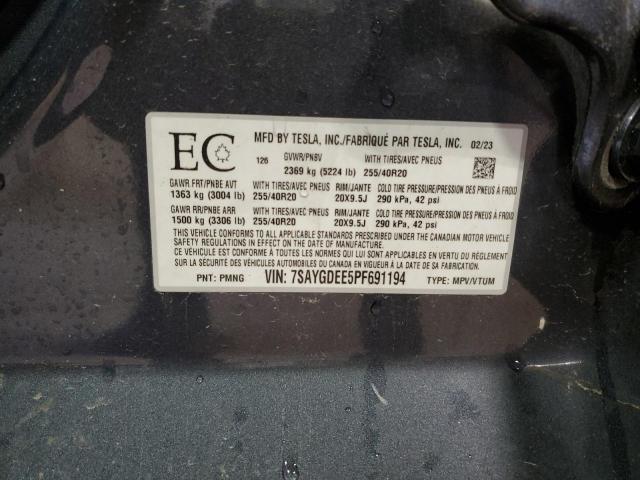 EC MFD BY TESLA, INC./FABRIQUÉ PAR TESLA, INC. 02/23
126 GVWR/PNBV WITH TIRES/AVEC PNEUS
2369 kg (5224 lb) 255/40R20
GAWR FRT/PNBE AVT WITH TIRES/AVEC PNEUS RIM/JANTE COLD TIRE PRESSURE/PRESSION DES PNEUS À FROID
1363 kg (3004 lb) 255/40R20 20X9.5J 290 kPa, 42 psi
GAWR RR/PNBE ARR WITH TIRES/AVEC PNEUS RIM/JANTE COLD TIRE PRESSURE/PRESSION DES PNEUS À FROID
1500 kg (3306 lb) 255/40R20 20X9.5J 290 kPa, 42 psi
THIS VEHICLE CONFORMS TO ALL APPLICABLE STANDARDS PRESCRIBED UNDER THE CANADIAN MOTOR VEHICLE
SAFETY REGULATIONS IN EFFECT ON THE DATE OF MANUFACTURE
CE VÉHICULE EST CONFORME À TOUTES LES NORMES QUI LUI SONT APPLICABLES EN VERTU DU RÈGLEMENT
SUR LA SÉCURITÉ DES VÉHICULES AUTOMOBILES DU CANADA EN VIGUEUR À LA DATE DE SA FABRICATION.
PNT: PMNG VIN: 7SAYGDEE5PF691194 TYPE: MPV/VTUM